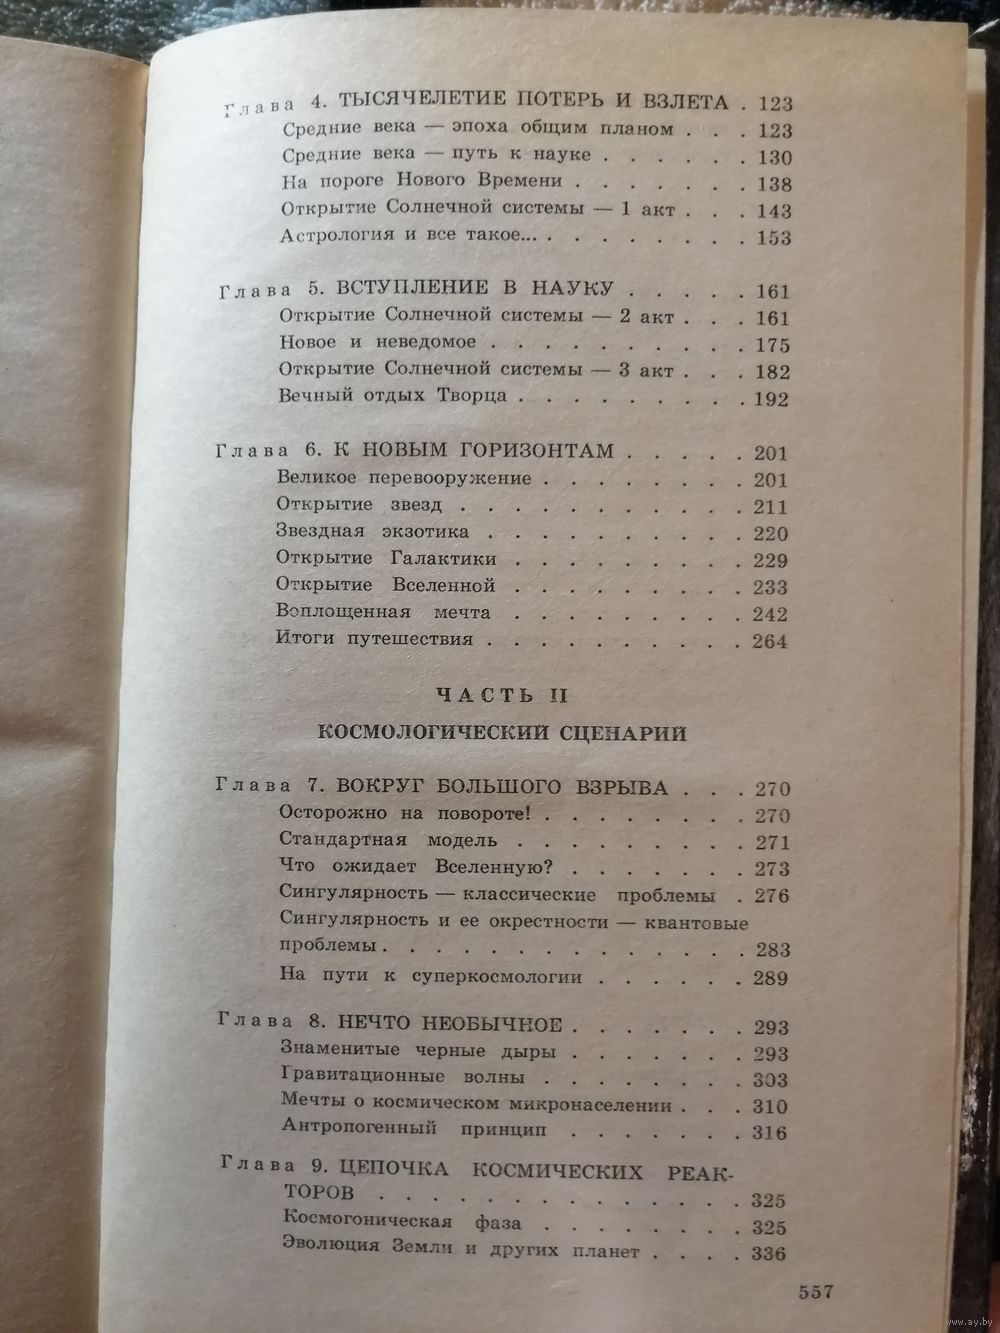 Глава 4. ТЫСЯЧЕЛЕТИЕ ПОТЕРЬ И ВЗЛЕТА . 123
Средние века — эпоха общим планом . . . 123
Средние века — путь к науке . . . . . . 130
На пороге Нового Времени . . . . . . . 138
Открытие Солнечной системы — 1 акт . . . 143
Астрология и все такое... . . . . . . . . 153
Глава 5. ВСТУПЛЕНИЕ В НАУКУ . . . . . 161
Открытие Солнечной системы — 2 акт . . . 161
Новое и неведомое . . . . . . . . . . 175
Открытие Солнечной системы — 3 акт . . . 182
Вечный отдых Творца . . . . . . . . . 192
Глава 6. К НОВЫМ ГОРИЗОНТАМ . . . . . 201
Великое перевооружение . . . . . . . . 201
Открытие звезд . . . . . . . . . . . 211
Звездная экзотика . . . . . . . . . . 220
Открытие Галактики . . . . . . . . . 229
Открытие Вселенной . . . . . . . . . 233
Воплощенная мечта . . . . . . . . . 242
Итоги путешествия . . . . . . . . . . 264
ЧАСТЬ II
КОСМОЛОГИЧЕСКИЙ СЦЕНАРИЙ
Глава 7. ВОКРУГ БОЛЬШОГО ВЗРЫВА . . . 270
Осторожно на повороте! . . . . . . . . 270
Стандартная модель . . . . . . . . . 271
Что ожидает Вселенную? . . . . . . . 273
Сингулярность — классические проблемы . 276
Сингулярность и ее окрестности — квантовые
проблемы . . . . . . . . . . . . . . 283
На пути к суперкосмологии . . . . . . 289
Глава 8. НЕЧТО НЕОБЫЧНОЕ . . . . . . . 293
Знаменитые черные дыры . . . . . . . 293
Гравитационные волны . . . . . . . . 303
Мечты о космическом микронаселении . . . 310
Антропогенный принцип . . . . . . . 316
Глава 9. ЦЕПОЧКА КОСМИЧЕСКИХ РЕАК-
ТОРОВ . . . . . . . . . . . . . . 325
Космогоническая фаза . . . . . . . . 325
Эволюция Земли и других планет . . . . 336
557
www.ay.by